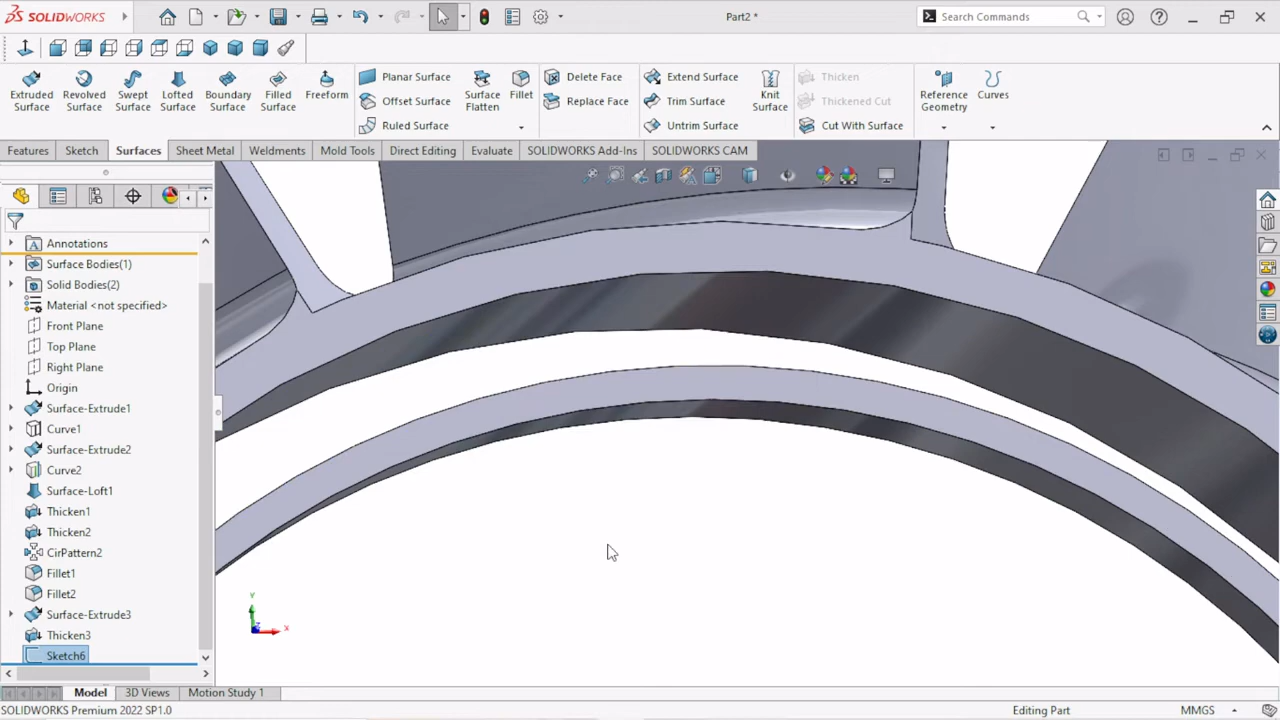 SOLIDWORKS
Part2 *
Search Commands
Extruded Surface
Revolved Surface
Swept Surface
Lofted Surface
Boundary Surface
Filled Surface
Freeform
Planar Surface
Offset Surface
Ruled Surface
Surface Flatten
Fillet
Delete Face
Replace Face
Extend Surface
Trim Surface
Untrim Surface
Knit Surface
Thicken
Thickened Cut
Cut With Surface
Reference Geometry
Curves
Features
Sketch
Surfaces
Sheet Metal
Weldments
Mold Tools
Direct Editing
Evaluate
SOLIDWORKS Add-Ins
SOLIDWORKS CAM
Annotations
Surface Bodies(1)
Solid Bodies(2)
Material <not specified>
Front Plane
Top Plane
Right Plane
Origin
Surface-Extrude1
Curve1
Surface-Extrude2
Curve2
Surface-Loft1
Thicken1
Thicken2
CirPattern2
Fillet1
Fillet2
Surface-Extrude3
Thicken3
Sketch6
Y
X
Z
Model
3D Views
Motion Study 1
SOLIDWORKS Premium 2022 SP1.0
Editing Part
MMGS